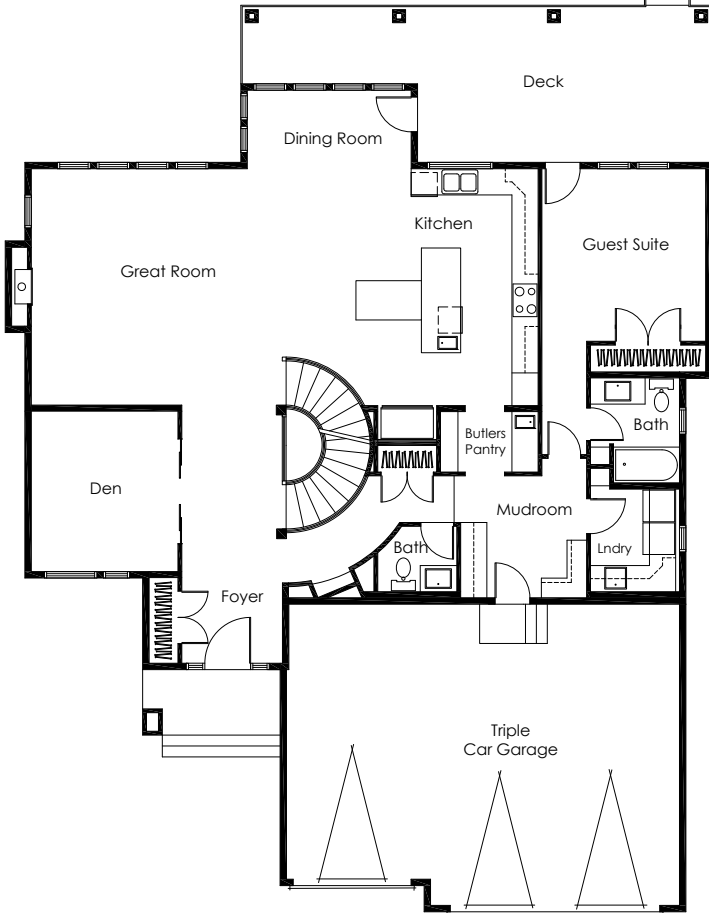 Deck
Dining Room
Kitchen
Guest Suite
Great Room
Butlers
Pantry
Bath
Den
Mudroom
Bath
Lndry
Foyer
Triple
Car Garage